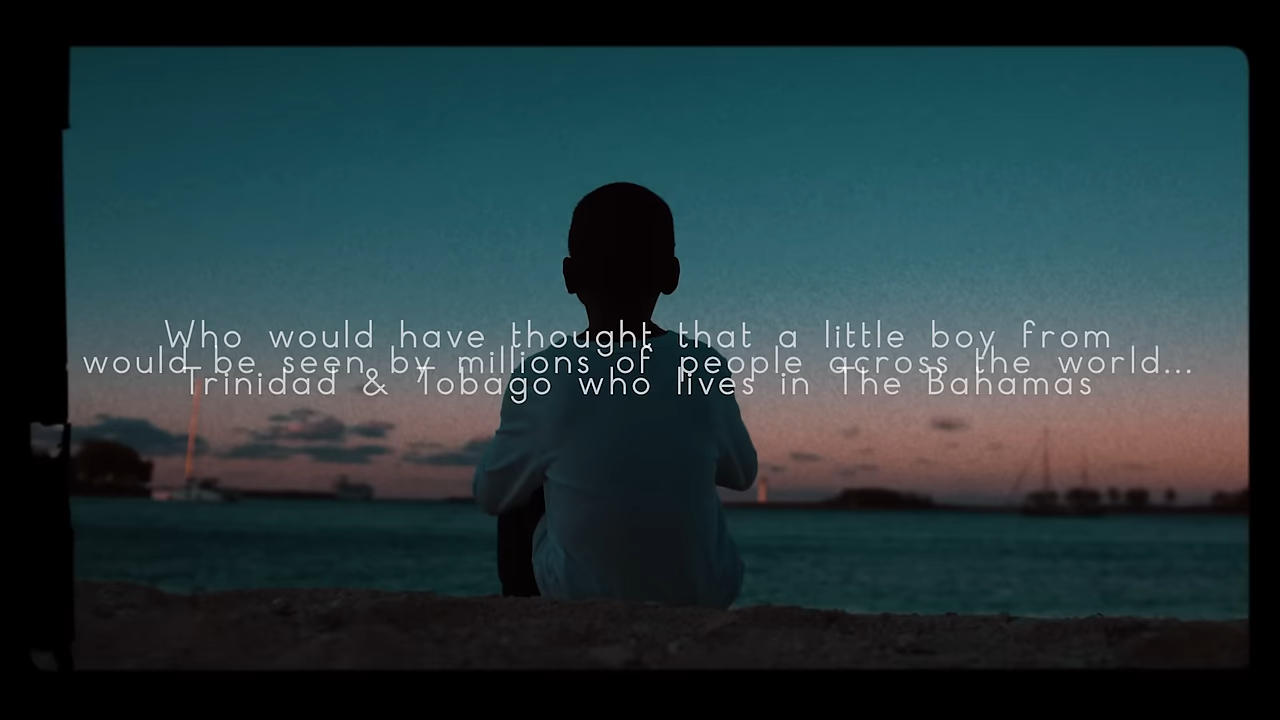 Who would have thought that a little boy from
Trinidad & Tobago who lives in The Bahamas
would be seen by millions of people across the world...